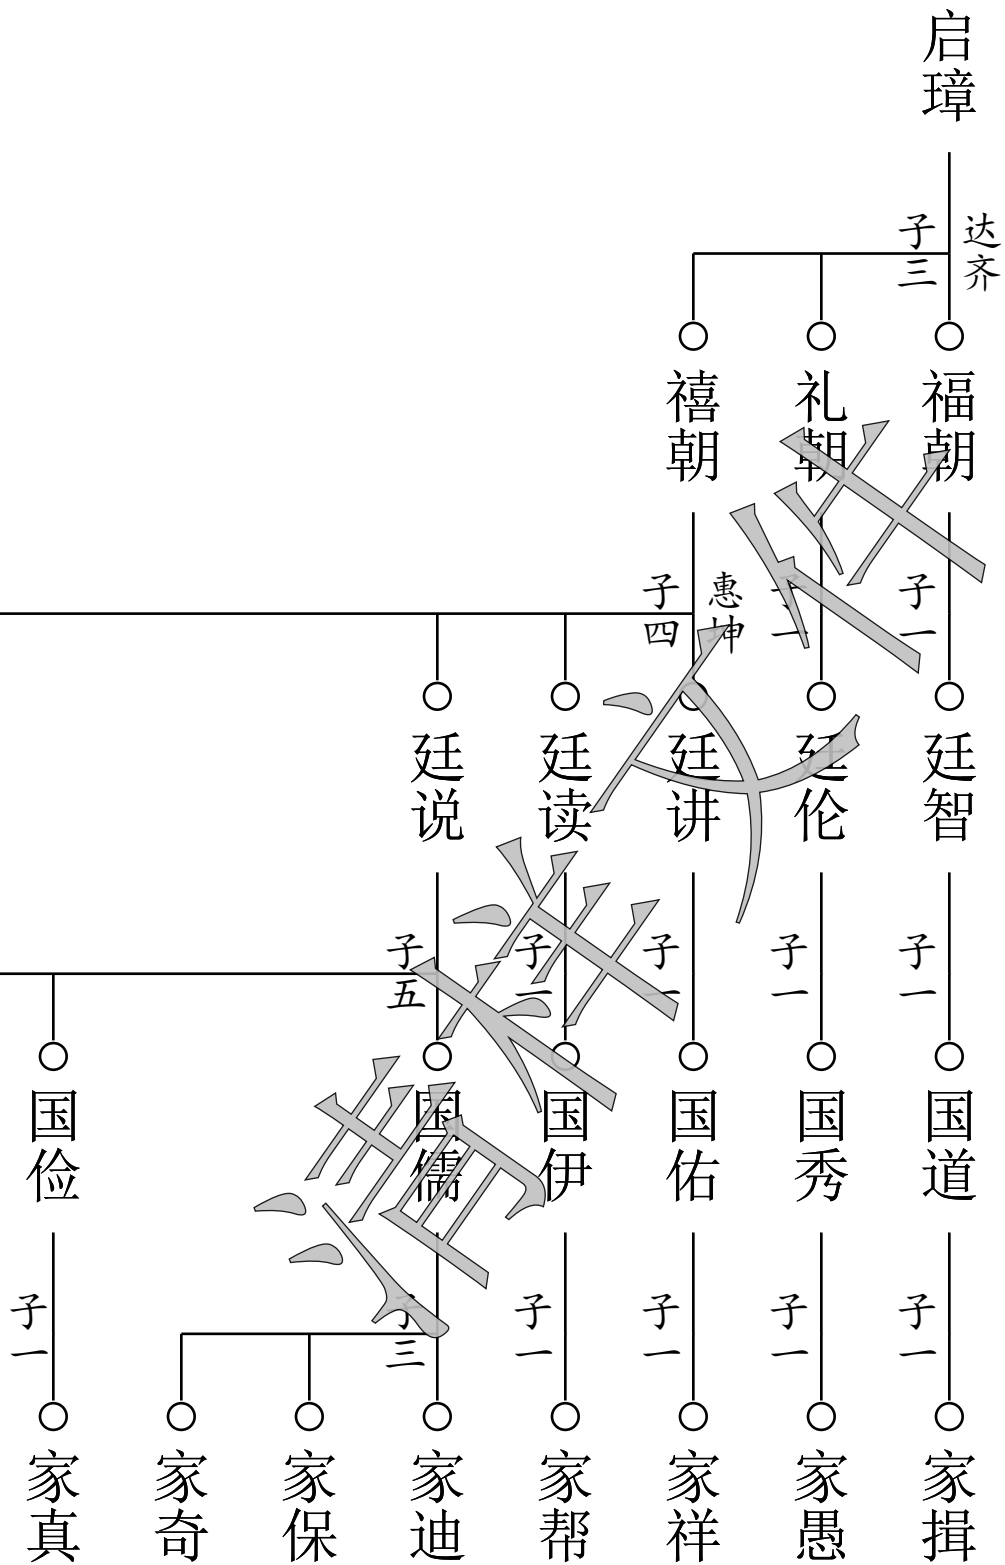 启璋
达齐
子三
福朝
礼朝
禧朝
子一
子一
惠坤
子四
廷智
廷伦
廷讲
廷读
廷说
子一
子一
子一
子一
子五
国道
国秀
国佑
国伊
国儒
国俭
子一
子一
子一
子一
子三
子一
家揖
家愚
家祥
家帮
家迪
家保
家奇
家真